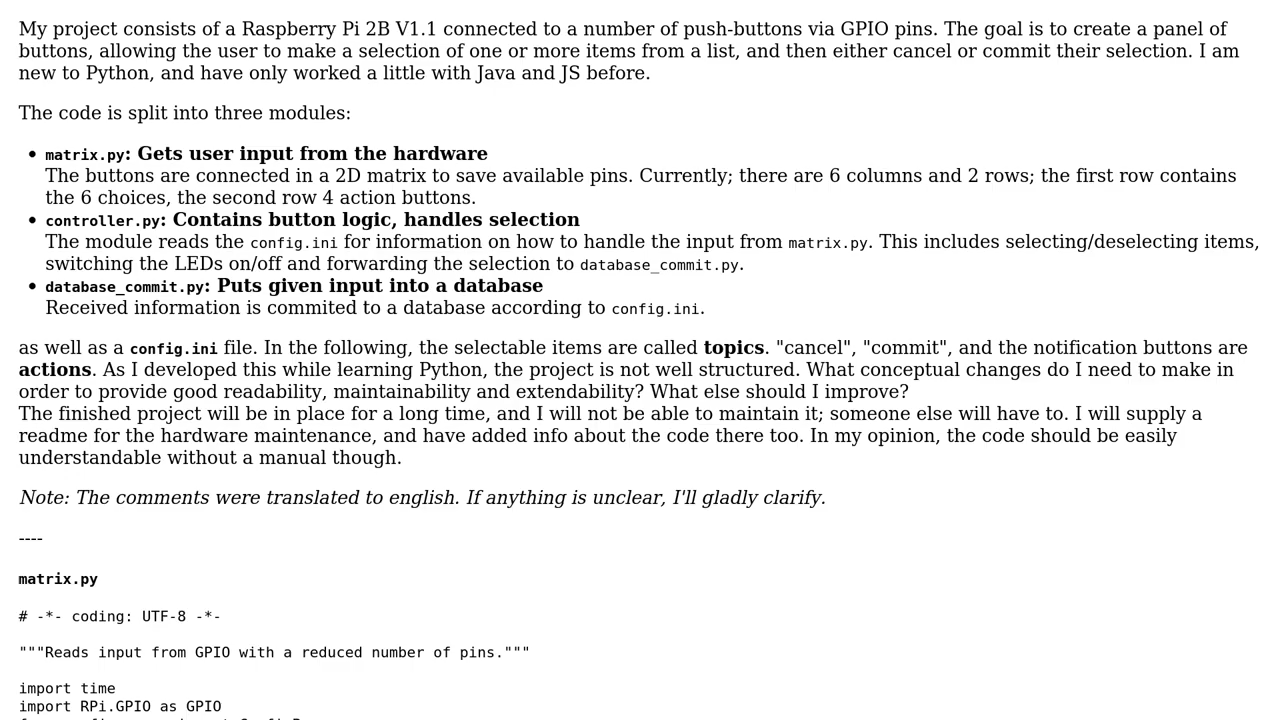 My project consists of a Raspberry Pi 2B V1.1 connected to a number of push-buttons via GPIO pins. The goal is to create a panel of
buttons, allowing the user to make a selection of one or more items from a list, and then either cancel or commit their selection. I am
new to Python, and have only worked a little with Java and JS before.
The code is split into three modules:
• matrix.py: Gets user input from the hardware
The buttons are connected in a 2D matrix to save available pins. Currently; there are 6 columns and 2 rows; the first row contains
the 6 choices, the second row 4 action buttons.
• controller.py: Contains button logic, handles selection
The module reads the config.ini for information on how to handle the input from matrix.py. This includes selecting/deselecting items,
switching the LEDs on/off and forwarding the selection to database_commit.py.
• database_commit.py: Puts given input into a database
Received information is commited to a database according to config.ini.
as well as a config.ini file. In the following, the selectable items are called topics. "cancel", "commit", and the notification buttons are
actions. As I developed this while learning Python, the project is not well structured. What conceptual changes do I need to make in
order to provide good readability, maintainability and extendability? What else should I improve?
The finished project will be in place for a long time, and I will not be able to maintain it; someone else will have to. I will supply a
readme for the hardware maintenance, and have added info about the code there too. In my opinion, the code should be easily
understandable without a manual though.
Note: The comments were translated to english. If anything is unclear, I'll gladly clarify.
----
matrix.py
# -*- coding: UTF-8 -*-
"""Reads input from GPIO with a reduced number of pins."""
import time
import RPi.GPIO as GPIO